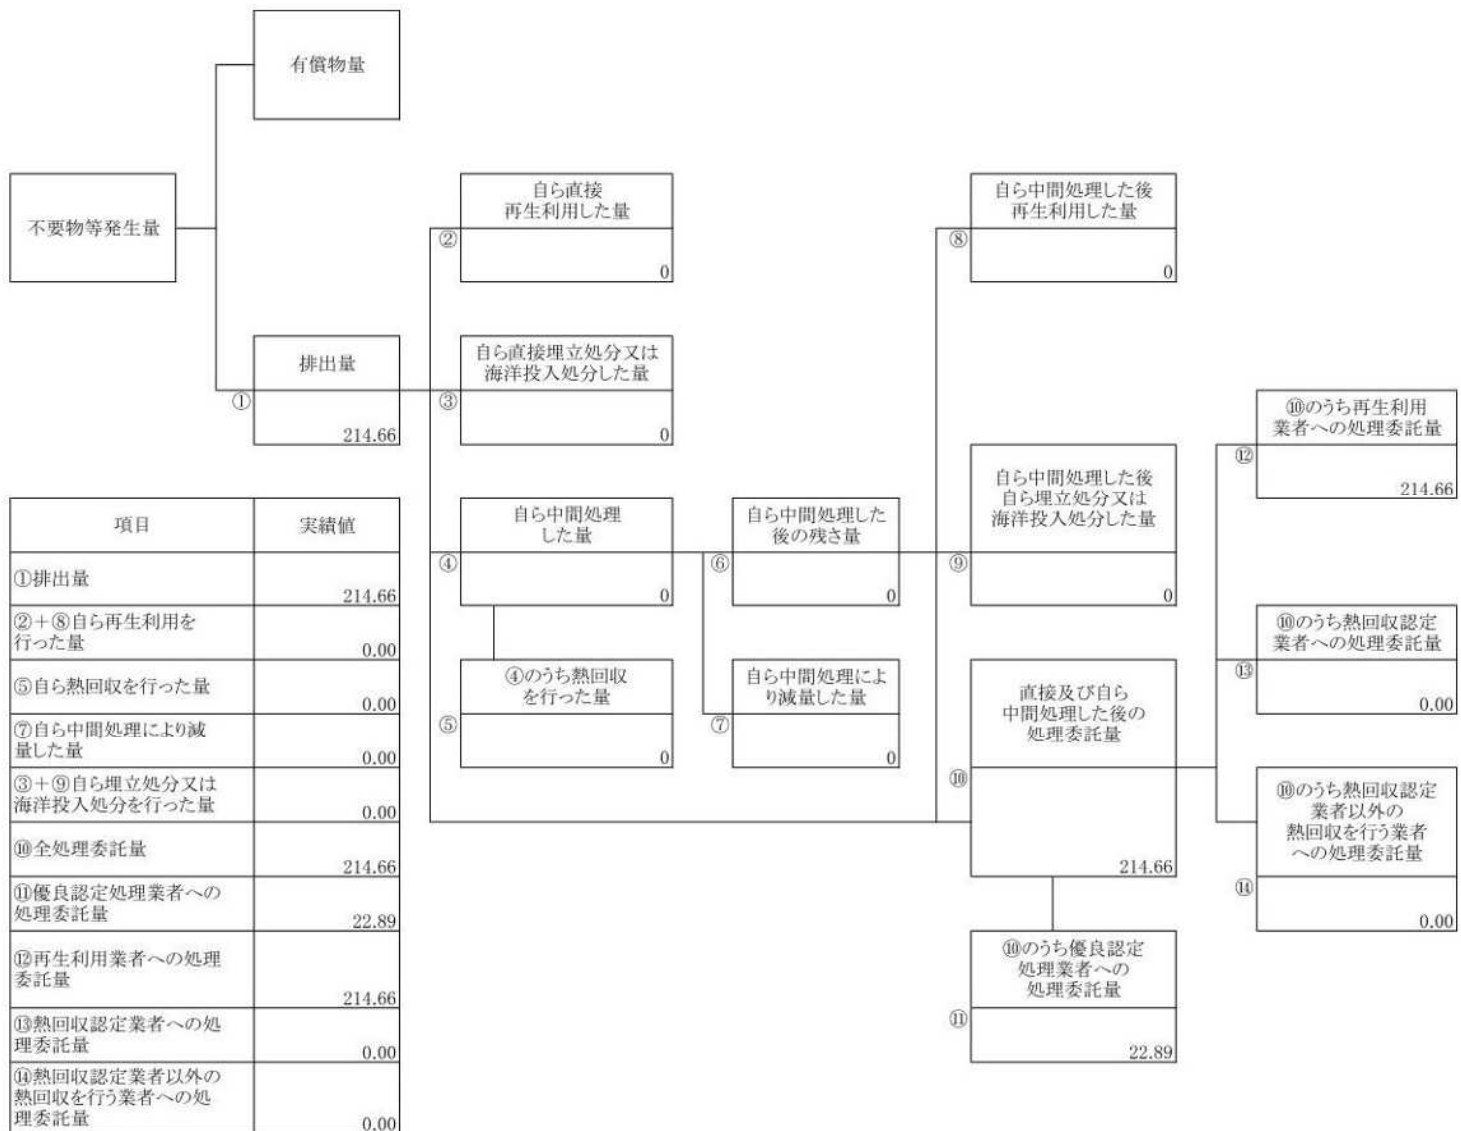 有償物量
不要物等発生量
排出量
①
214.66
自ら直接
再生利用した量
②
0
自ら直接埋立処分又は
海洋投入処分した量
③
0
自ら中間処理
した量
④
0
④のうち熱回収
を行った量
⑤
0
自ら中間処理した
後の残さ量
⑥
0
自ら中間処理によ
り減量した量
⑦
0
自ら中間処理した後
再生利用した量
⑧
0
自ら中間処理した後
自ら埋立処分又は
海洋投入処分した量
⑨
0
直接及び自ら
中間処理した後の
処理委託量
⑩
214.66
⑩のうち優良認定
処理業者への
処理委託量
⑪
22.89
⑩のうち再生利用
業者への処理委託量
⑫
214.66
⑩のうち熱回収認定
業者への処理委託量
⑬
0.00
⑩のうち熱回収認定
業者以外の
熱回収を行う業者
への処理委託量
⑭
0.00
項目 実績値
①排出量
214.66
②+⑧自ら再生利用を
行った量
0.00
⑤自ら熱回収を行った量
0.00
⑦自ら中間処理により減
量した量
0.00
③+⑨自ら埋立処分又は
海洋投入処分を行った量
0.00
⑩全処理委託量
214.66
⑪優良認定処理業者への
処理委託量
22.89
⑫再生利用業者への処理
委託量
214.66
⑬熱回収認定業者への処
理委託量
0.00
⑭熱回収認定業者以外の
熱回収を行う業者への処
理委託量
0.00